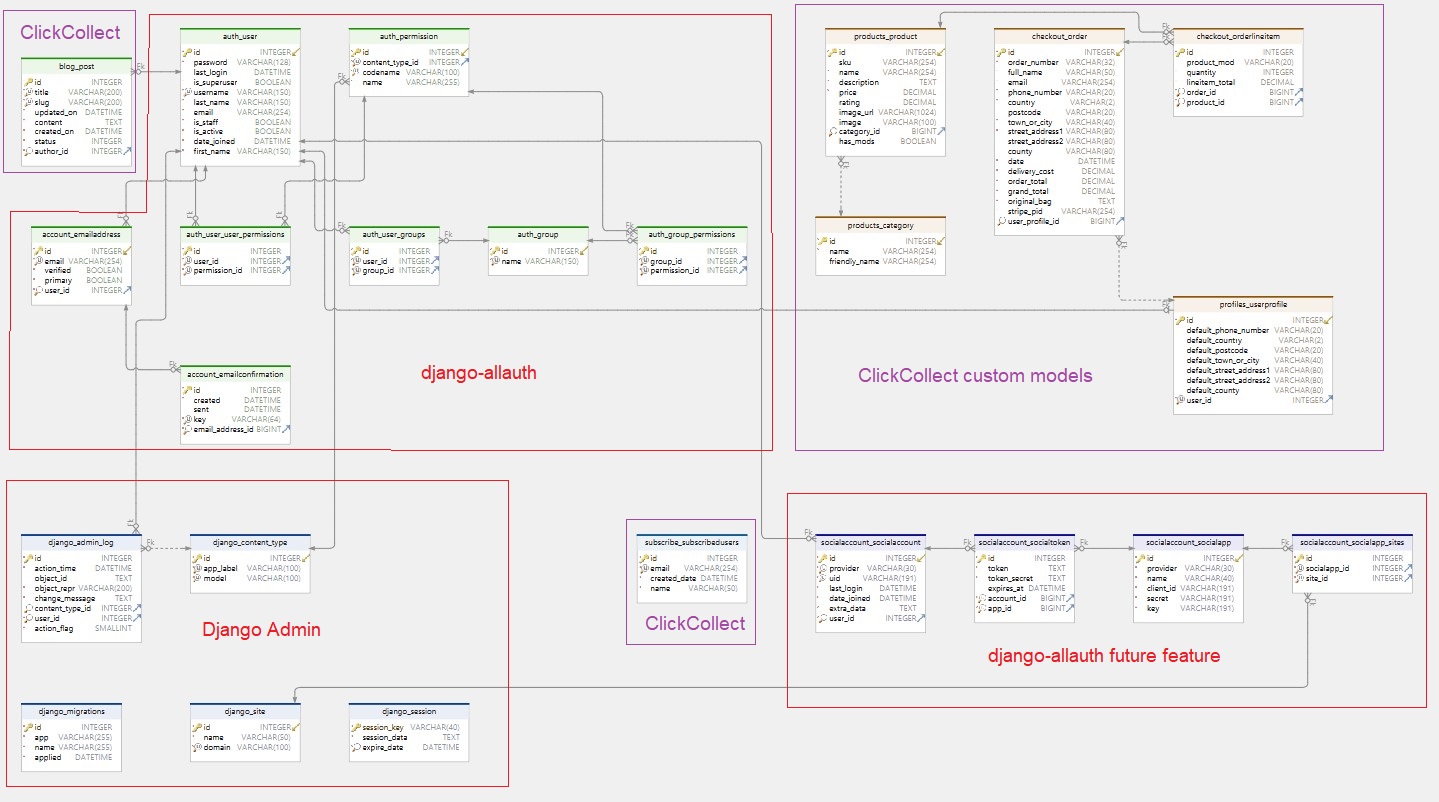 ClickCollect
blog_post
id INTEGER
title VARCHAR(200)
slug VARCHAR(200)
updated_on DATETIME
content TEXT
created_on DATETIME
status INTEGER
author_id INTEGER
Fk
auth_user
id INTEGER
password VARCHAR(128)
last_login DATETIME
is_superuser BOOLEAN
username VARCHAR(150)
last_name VARCHAR(150)
email VARCHAR(254)
is_staff BOOLEAN
is_active BOOLEAN
date_joined DATETIME
first_name VARCHAR(150)
auth_permission
id INTEGER
content_type_id INTEGER
codename VARCHAR(100)
name VARCHAR(255)
Fk
account_emailaddress
id INTEGER
email VARCHAR(254)
verified BOOLEAN
primary BOOLEAN
user_id INTEGER
Fk
auth_user_user_permissions
id INTEGER
user_id INTEGER
permission_id INTEGER
Fk
Fk
auth_user_groups
id INTEGER
user_id INTEGER
group_id INTEGER
Fk
Fk
auth_group
id INTEGER
name VARCHAR(150)
auth_group_permissions
id INTEGER
group_id INTEGER
permission_id INTEGER
Fk
Fk
account_emailconfirmation
id INTEGER
created DATETIME
sent DATETIME
key VARCHAR(64)
email_address_id BIGINT
Fk
django-allauth
products_product
id INTEGER
sku VARCHAR(254)
name VARCHAR(254)
description TEXT
price DECIMAL
rating DECIMAL
image_url VARCHAR(1024)
image VARCHAR(100)
category_id BIGINT
has_mods BOOLEAN
Fk
checkout_order
id INTEGER
order_number VARCHAR(32)
full_name VARCHAR(50)
email VARCHAR(254)
phone_number VARCHAR(20)
country VARCHAR(2)
postcode VARCHAR(20)
town_or_city VARCHAR(40)
street_address1 VARCHAR(80)
street_address2 VARCHAR(80)
county VARCHAR(80)
date DATETIME
delivery_cost DECIMAL
order_total DECIMAL
grand_total DECIMAL
original_bag TEXT
stripe_pid VARCHAR(254)
user_profile_id BIGINT
Fk
checkout_orderlineitem
id INTEGER
product_mod VARCHAR(20)
quantity INTEGER
lineitem_total DECIMAL
order_id BIGINT
product_id BIGINT
Fk
Fk
products_category
id INTEGER
name VARCHAR(254)
friendly_name VARCHAR(254)
profiles_userprofile
id INTEGER
default_phone_number VARCHAR(20)
default_country VARCHAR(2)
default_postcode VARCHAR(20)
default_town_or_city VARCHAR(40)
default_street_address1 VARCHAR(80)
default_street_address2 VARCHAR(80)
default_county VARCHAR(80)
user_id INTEGER
Fk
ClickCollect custom models
django_admin_log
id INTEGER
action_time DATETIME
object_id TEXT
object_repr VARCHAR(200)
change_message TEXT
content_type_id INTEGER
user_id INTEGER
action_flag SMALLINT
Fk
Fk
django_content_type
id INTEGER
app_label VARCHAR(100)
model VARCHAR(100)
Django Admin
django_migrations
id INTEGER
app VARCHAR(255)
name VARCHAR(255)
applied DATETIME
django_site
id INTEGER
name VARCHAR(50)
domain VARCHAR(100)
django_session
session_key VARCHAR(40)
session_data TEXT
expire_date DATETIME
subscribe_subscribedusers
id INTEGER
email VARCHAR(254)
created_date DATETIME
name VARCHAR(50)
ClickCollect
socialaccount_socialaccount
id INTEGER
provider VARCHAR(30)
uid VARCHAR(191)
last_login DATETIME
date_joined DATETIME
extra_data TEXT
user_id INTEGER
Fk
socialaccount_socialtoken
id INTEGER
token TEXT
token_secret TEXT
expires_at DATETIME
account_id BIGINT
app_id BIGINT
Fk
Fk
socialaccount_socialapp
id INTEGER
provider VARCHAR(30)
name VARCHAR(40)
client_id VARCHAR(191)
secret VARCHAR(191)
key VARCHAR(191)
socialaccount_socialapp_sites
id INTEGER
socialapp_id INTEGER
site_id INTEGER
Fk
Fk
django-allauth future feature